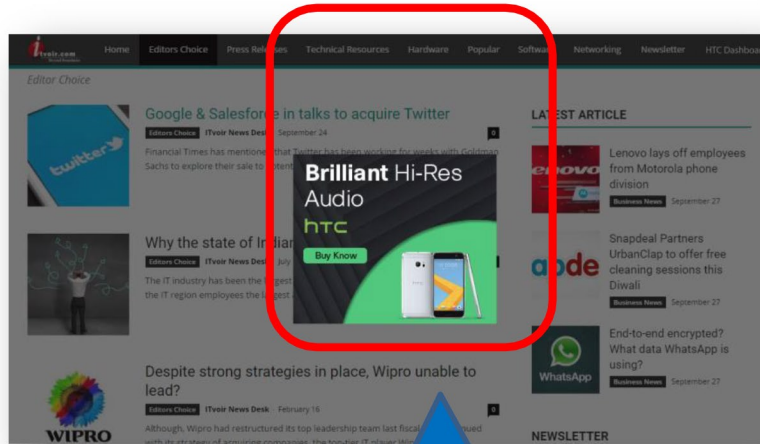 ITvoir.com
Home Editors Choice Press Releases Technical Resources Hardware Popular Software Networking Newsletter HTC Dashboard
Editor Choice
twitter
Google & Salesforce in talks to acquire Twitter
Editors Choice ITvoir News Desk - September 24 0
Financial Times has mentioned that Twitter has been working for weeks with Goldman
Sachs to explore their sale to
Brilliant Hi-Res
Audio
hTC
Buy Know
Why the state of Indian
Editors Choice ITvoir News Desk - July
The IT industry has been the largest
the IT region employees the largest
WIPRO
Despite strong strategies in place, Wipro unable to
lead?
Editors Choice ITvoir News Desk - February 16 0
Although, Wipro had restructured its top leadership team last fiscal
with its strategy of acquiring companies, the top-tier IT player
LATEST ARTICLE
enovo
Lenovo lays off employees
from Motorola phone
division
Business News September 27
Snapdeal Partners
UrbanClap to offer free
cleaning sessions this
Diwali
Business News September 27
WhatsApp
End-to-end encrypted?
What data WhatsApp is
using?
Business News September 27
NEWSLETTER